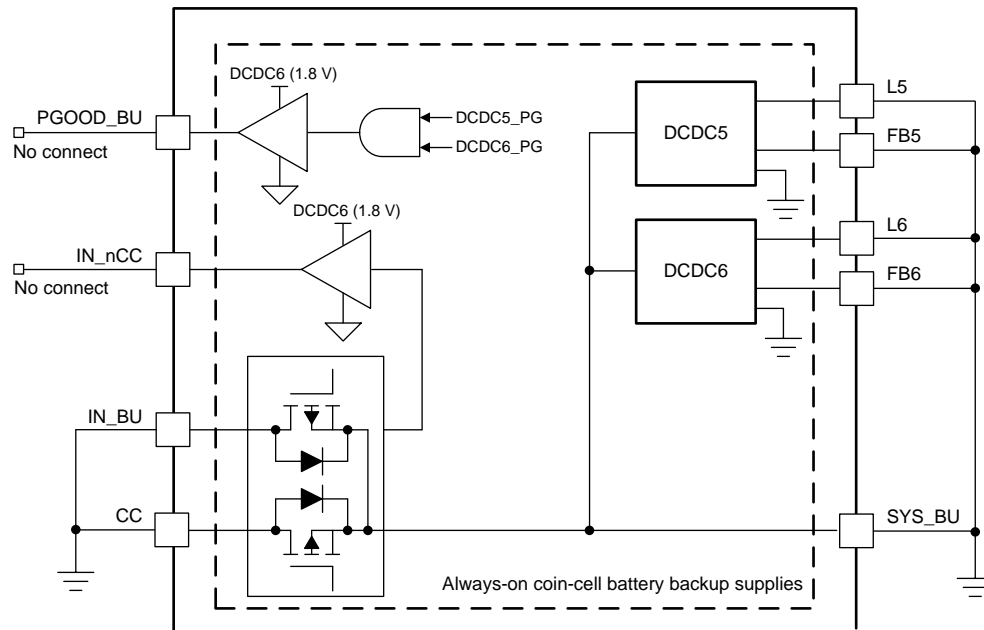 DCDC6 (1.8 V)
PGOOD_BU
No connect
DCDC5_PG
DCDC6_PG
DCDC5
L5
FB5
DCDC6 (1.8 V)
IN_nCC
No connect
DCDC6
L6
FB6
IN_BU
CC
SYS_BU
Always-on coin-cell battery backup supplies